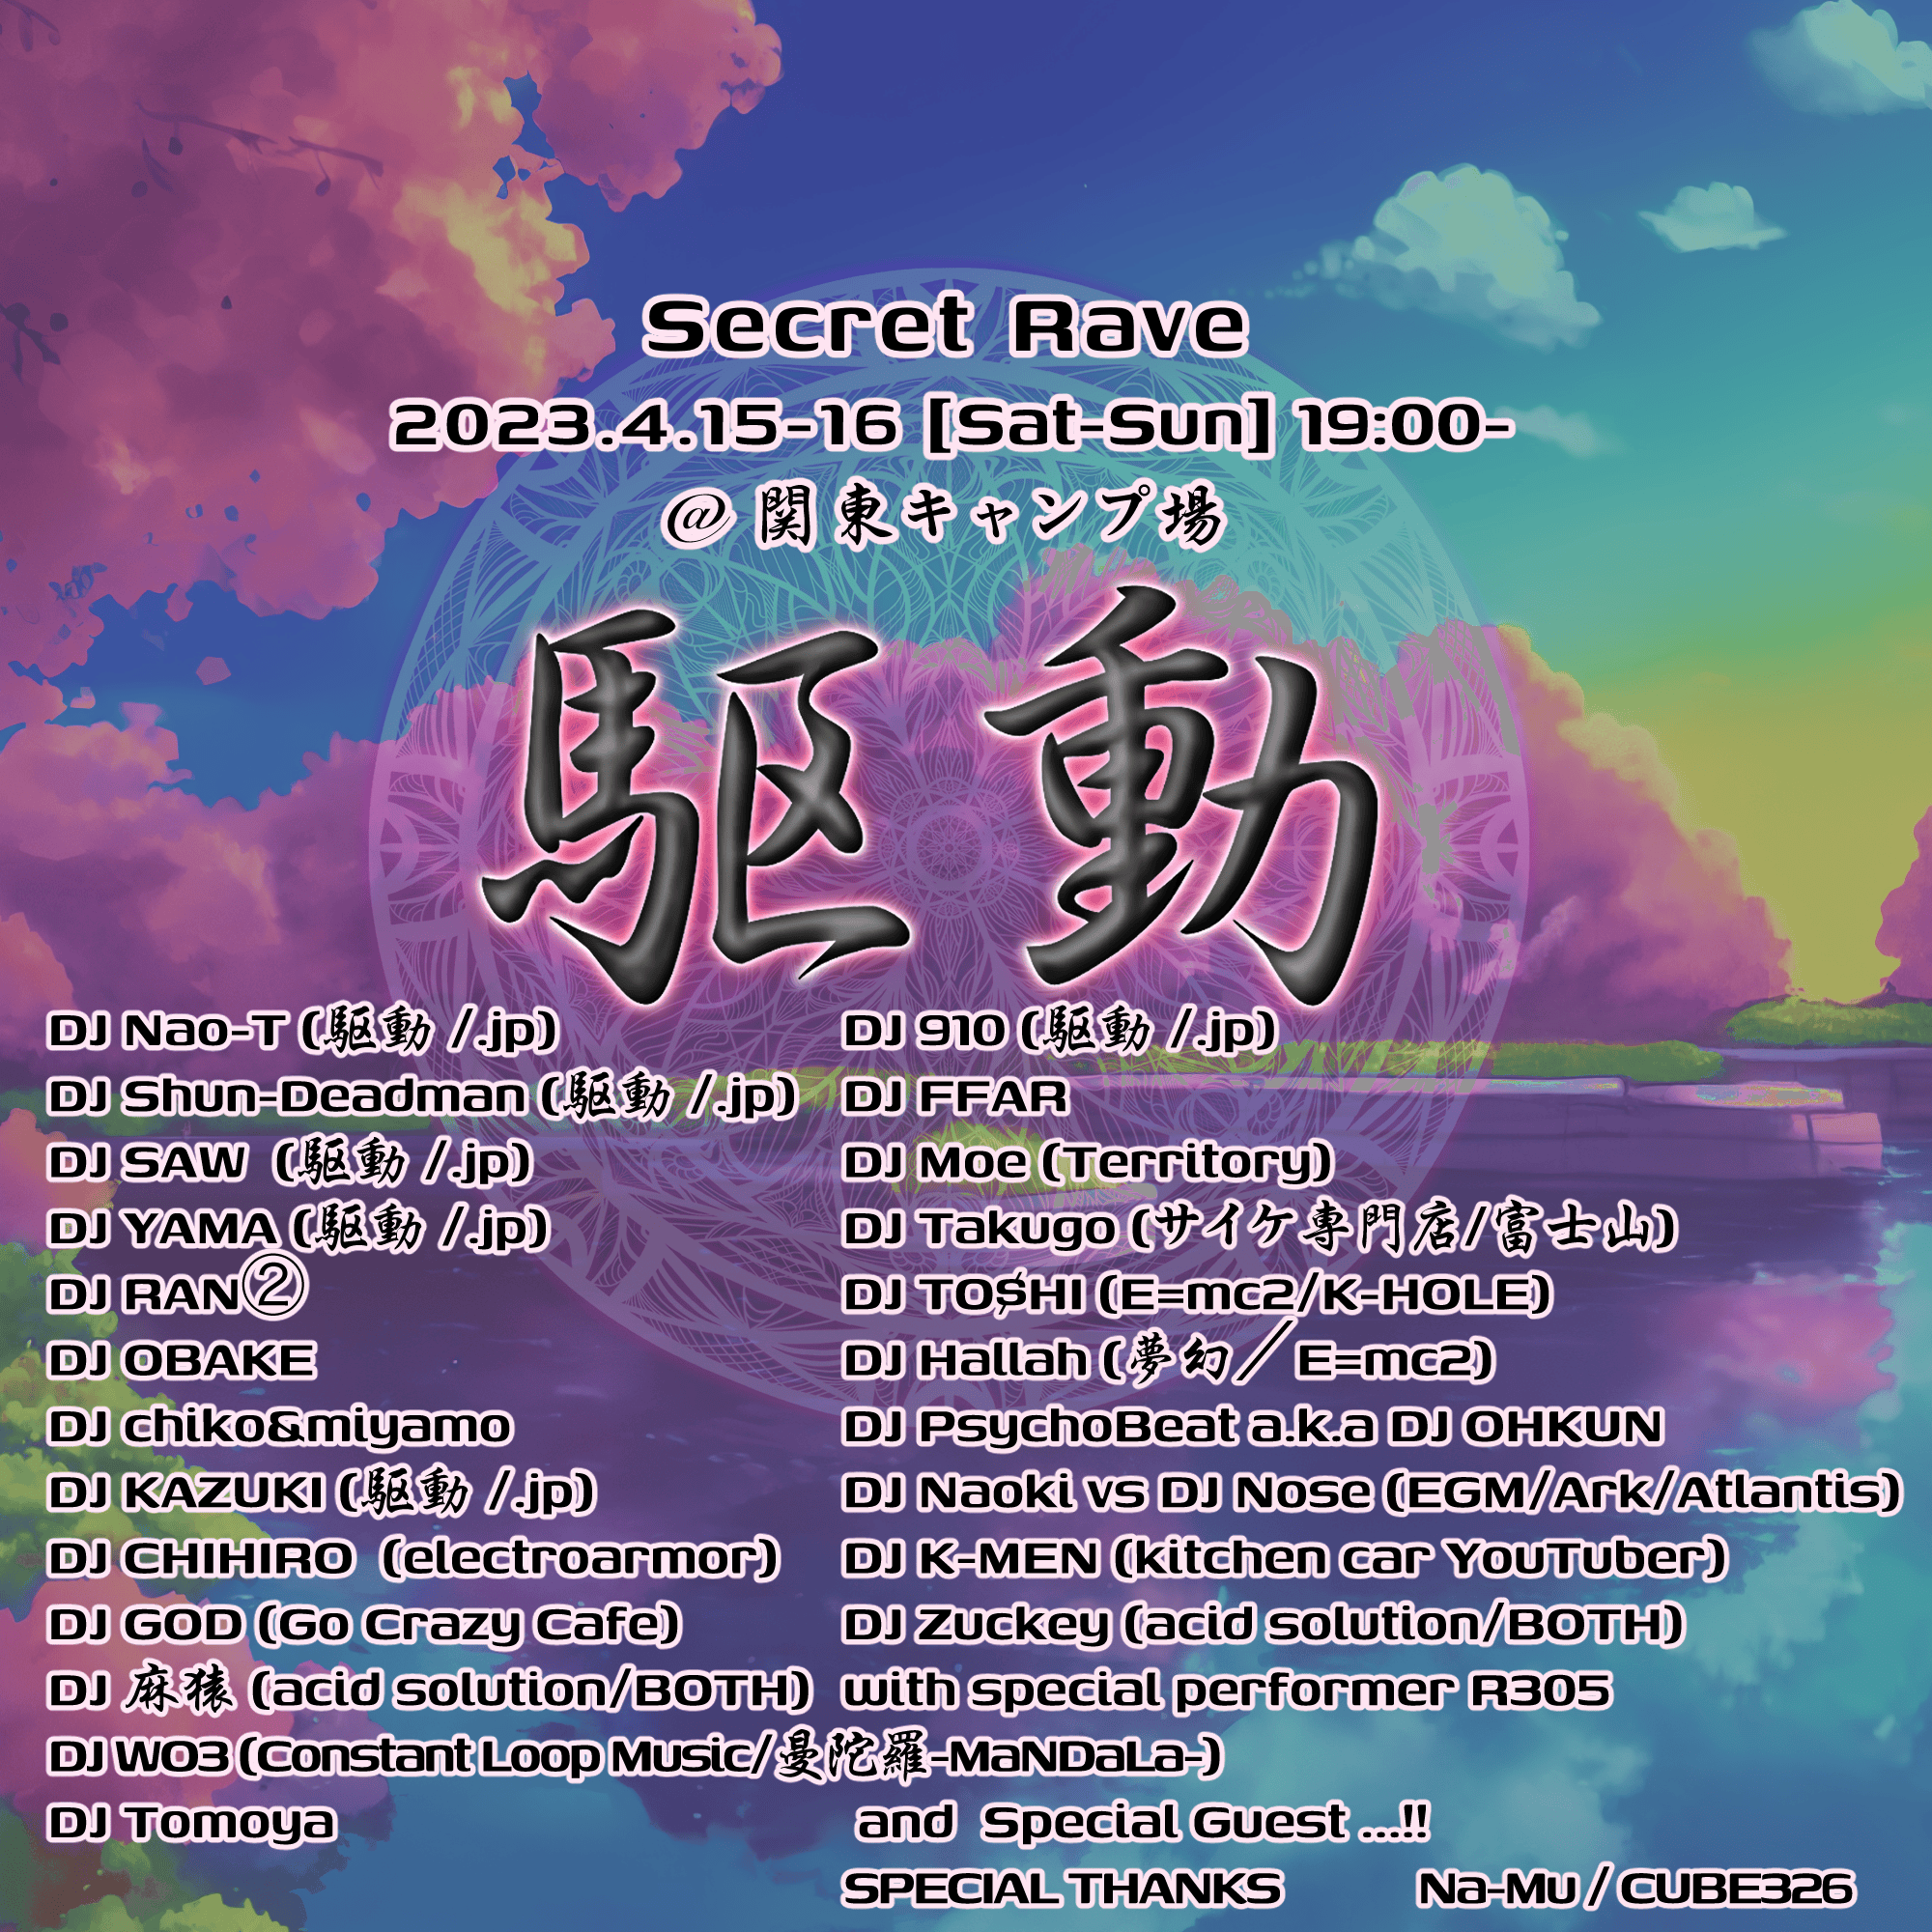 Secret Rave
2023.4.15-16 [Sat-Sun] 19:00-
@ 関東キャンプ場
駆動
DJ Nao-T (駆動 /.jp)
DJ Shun-Deadman (駆動 /.jp)
DJ SAW (駆動 /.jp)
DJ YAMA (駆動 /.jp)
DJ RAN②
DJ OBAKE
DJ chiko&miyamo
DJ KAZUKI (駆動 /.jp)
DJ CHIHIRO (electroarmor)
DJ GOD (Go Crazy Cafe)
DJ 麻猿 (acid solution/BOTH)
DJ WO3 (Constant Loop Music/曼陀羅-MaNDaLa-)
DJ Tomoya
DJ 910 (駆動 /.jp)
DJ FFAR
DJ Moe (Territory)
DJ Takugo (サイケ専門店/富士山)
DJ TO$HI (E=mc2/K-HOLE)
DJ Hallah (夢幻／E=mc2)
DJ PsychoBeat a.k.a DJ OHKUN
DJ Naoki vs DJ Nose (EGM/Ark/Atlantis)
DJ K-MEN (kitchen car YouTuber)
DJ Zuckey (acid solution/BOTH)
with special performer R305
and Special Guest ...!!
SPECIAL THANKS Na-Mu / CUBE326